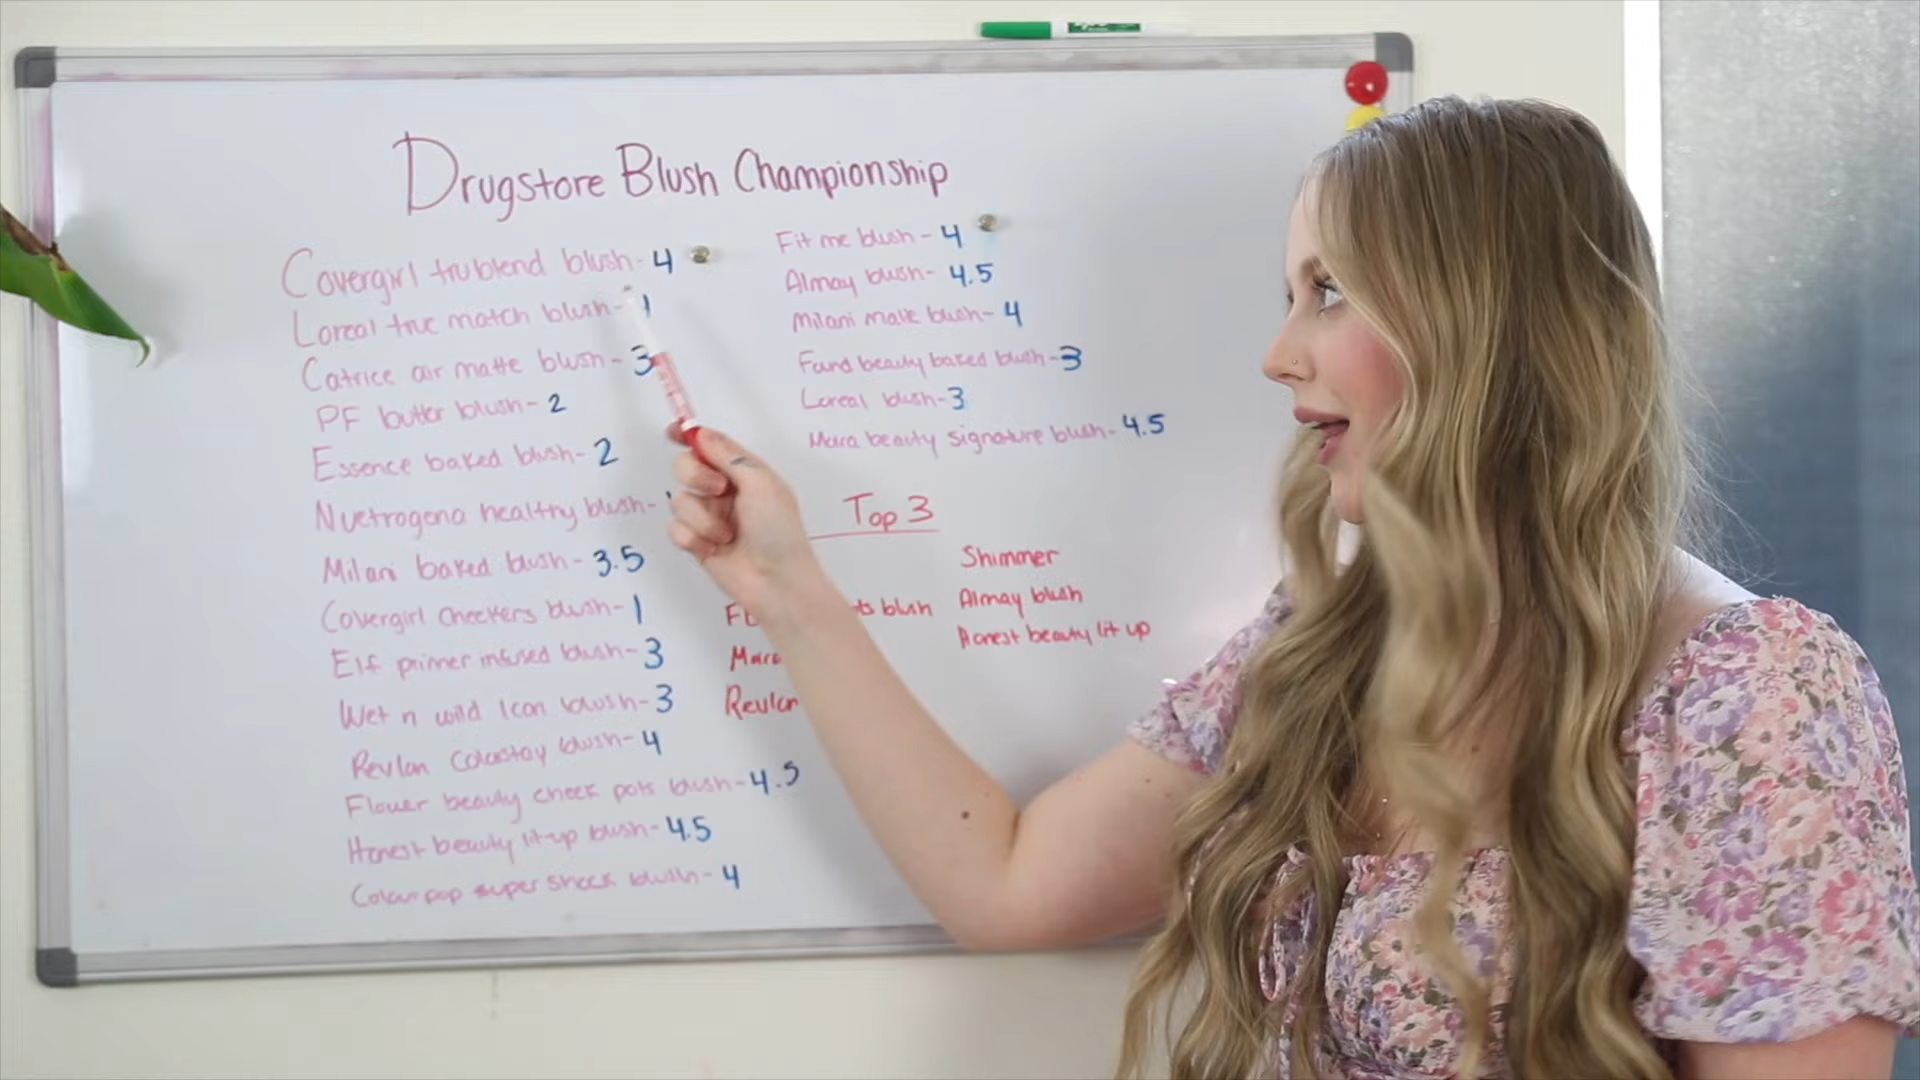 Drugstore Blush Championship
Covergirl trublend blush - 4
Loreal true match blush -
Catrice air matte blush - 3
PF butter blush - 2
Essence baked blush - 2
Nuetrogena healthy blush -
Milani baked blush - 3.5
Covergirl cheekers blush - 1
Elf primer infused blush - 3
Wet n wild Icon blush - 3
Revlon Colorstay blush - 4
Flower beauty cheek pots blush - 4.5
Honest beauty lit-up blush - 4.5
Colourpop super shock blush - 4
Fit me blush - 4
Almay blush - 4.5
Milani matte blush - 4
beauty baked blush - 3
Loreal blush - 3
beauty signature blush - 4.5
Top 3
blush
Revlon
Shimmer
Almay blush
Honest beauty lit up